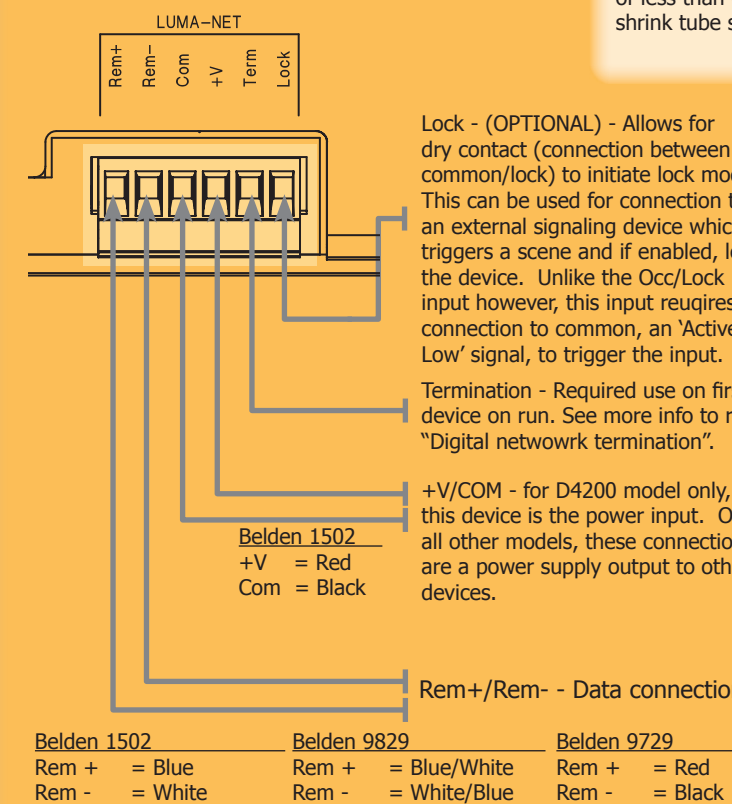 or less than
shrink tube s
LUMA-NET
Rem+
Rem-
Com
+V
Term
Lock
Lock - (OPTIONAL) - Allows for
dry contact (connection between
common/lock) to initiate lock mod
This can be used for connection t
an external signaling device whic
triggers a scene and if enabled, l
the device. Unlike the Occ/Lock
input however, this input reuqires
connection to common, an ‘Active
Low’ signal, to trigger the input.
Termination - Required use on fir
device on run. See more info to r
“Digital netwowrk termination”.
+V/COM - for D4200 model only,
this device is the power input. O
all other models, these connectio
are a power supply output to oth
devices.
Belden 1502
+V = Red
Com = Black
Rem+/Rem- - Data connectio
Belden 1502 Belden 9829 Belden 9729
Rem + = Blue Rem + = Blue/White Rem + = Red
Rem - = White Rem - = White/Blue Rem - = Black